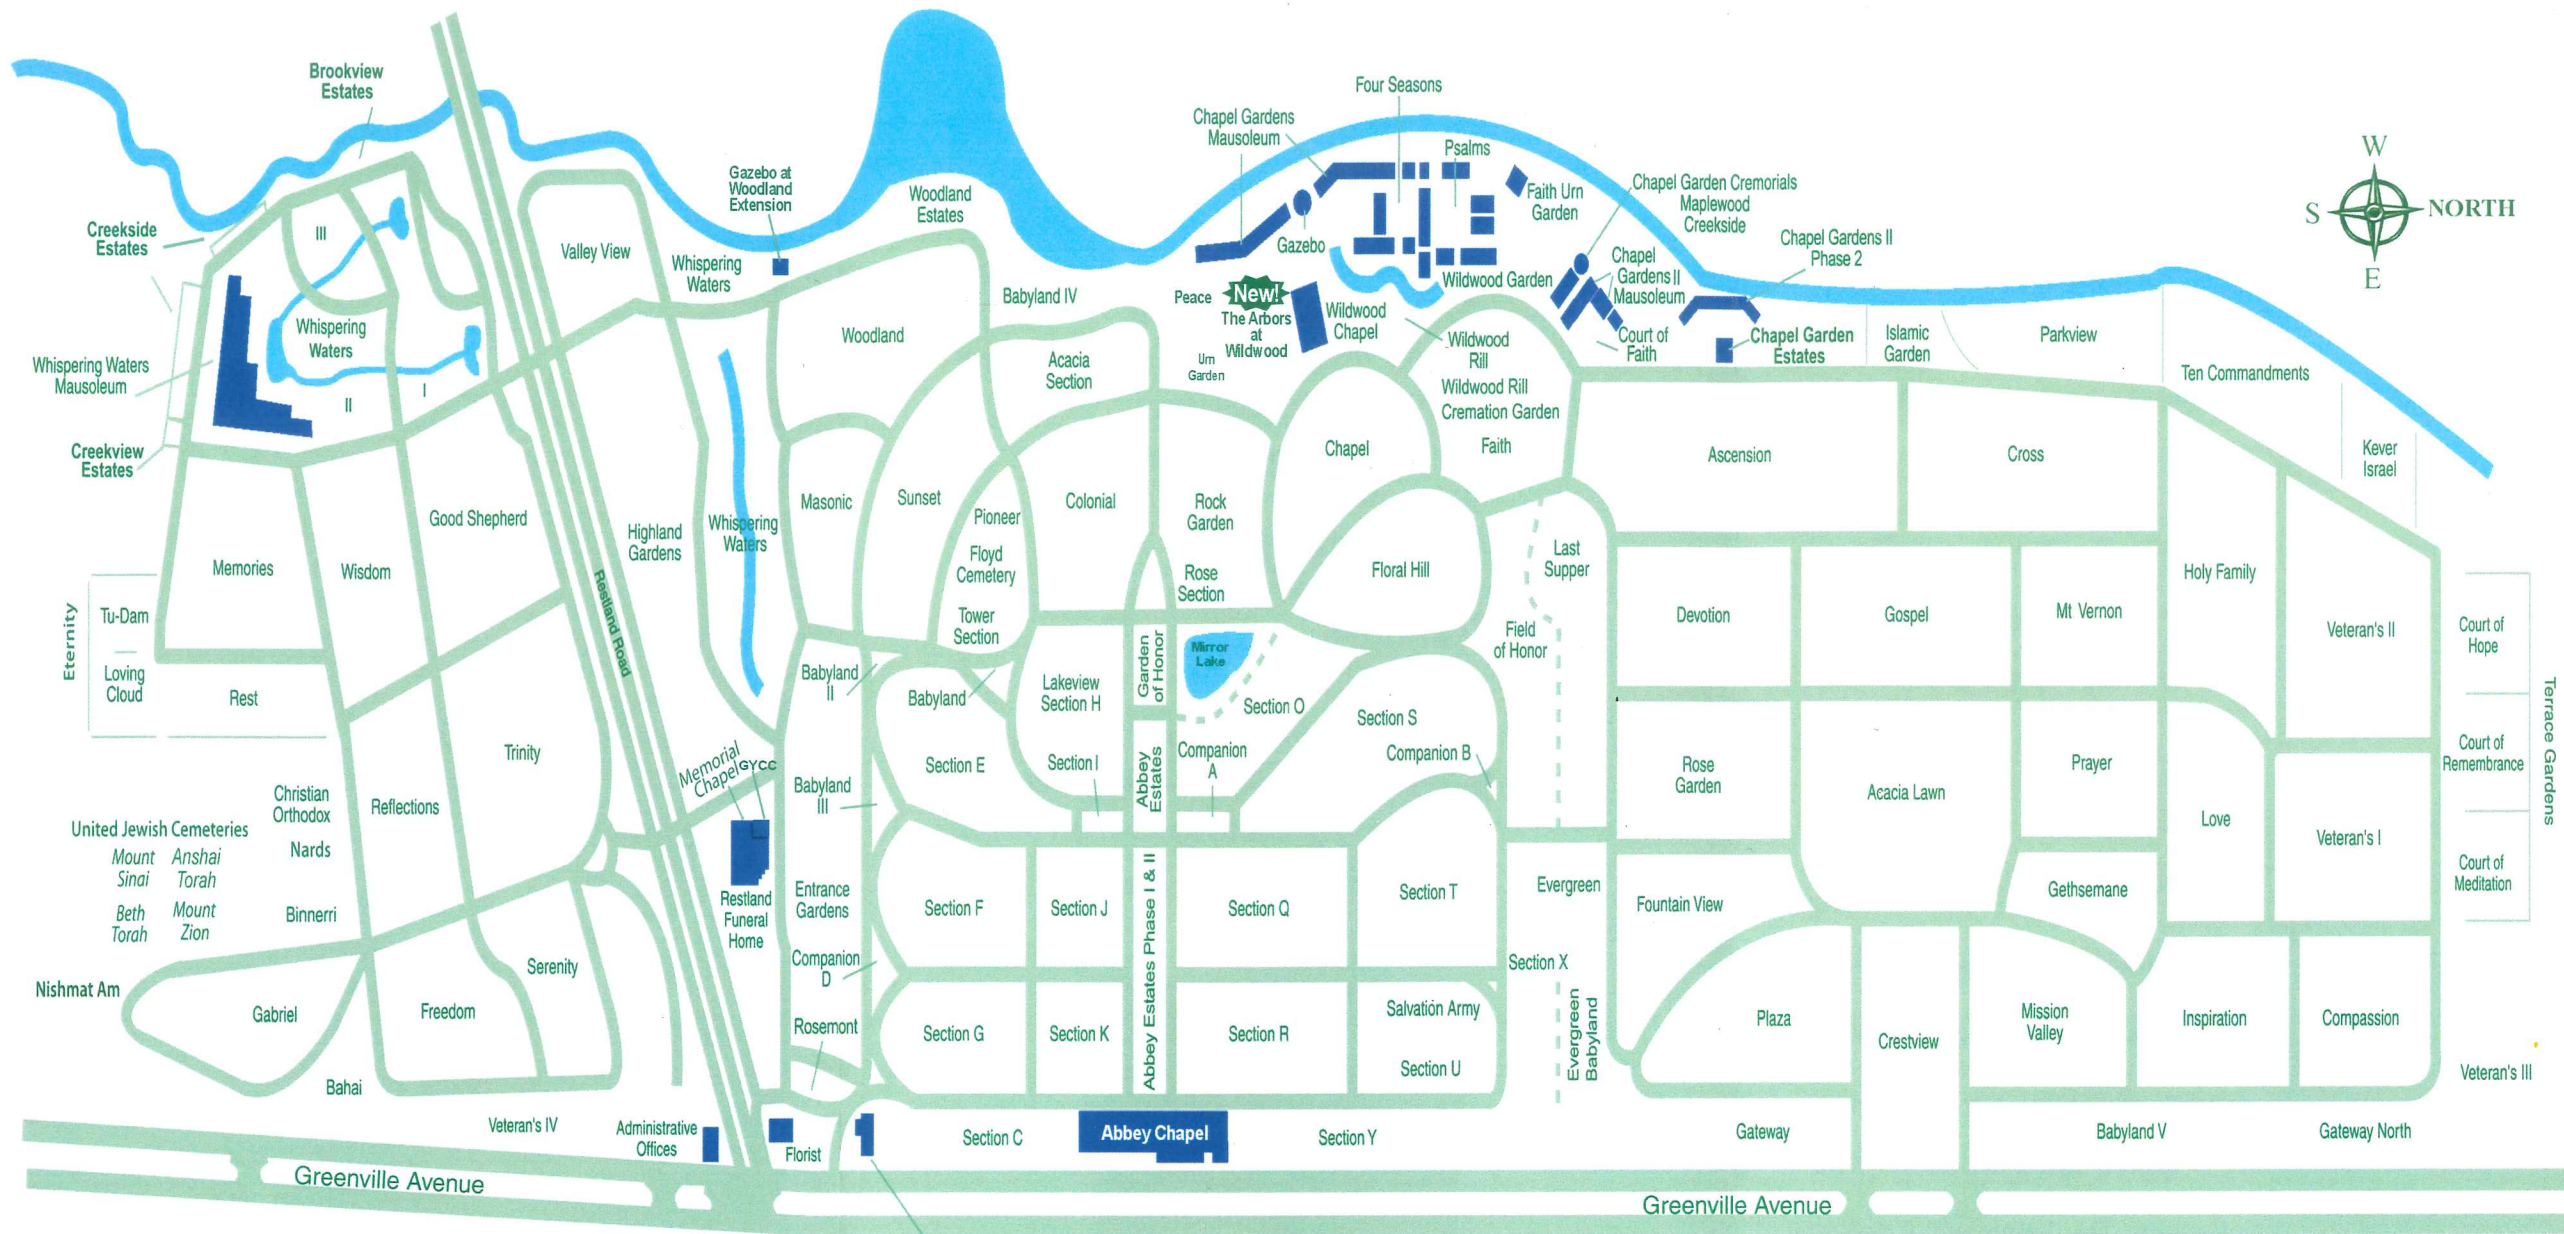 Brookview
Estates
Creekside
Estates
III
Whispering
Waters
I
II
Whispering Waters
Mausoleum
Creekview
Estates
Valley View
Whispering
Waters
Gazebo at
Woodland
Extension
Woodland
Estates
Woodland
Babyland IV
Acacia
Section
Chapel Gardens
Mausoleum
Four Seasons
Psalms
Gazebo
Faith Urn
Garden
Chapel Garden Cremorials
Maplewood
Creekside
Chapel
Gardens II
Mausoleum
Chapel Gardens II
Phase 2
Wildwood Garden
Peace
New!
The Arbors
at
Wildwood
Urn
Garden
Wildwood
Chapel
Wildwood
Rill
Wildwood Rill
Cremation Garden
Faith
Court of
Faith
Chapel Garden
Estates
Islamic
Garden
Parkview
Ten Commandments
Kever
Israel
W
S
NORTH
E
Memories
Wisdom
Good Shepherd
Restland Road
Highland
Gardens
Whispering
Waters
Masonic
Sunset
Pioneer
Floyd
Cemetery
Tower
Section
Colonial
Rock
Garden
Rose
Section
Chapel
Floral Hill
Last
Supper
Field
of Honor
Ascension
Cross
Devotion
Gospel
Mt Vernon
Holy Family
Veteran's II
Eternity
Tu-Dam
Loving
Cloud
Rest
Trinity
Reflections
Christian
Orthodox
Nards
Binnerri
United Jewish Cemeteries
Mount
Sinai
Anshai
Torah
Beth
Torah
Mount
Zion
Nishmat Am
Gabriel
Freedom
Serenity
Bahai
Veteran's IV
Administrative
Offices
Memorial
Chapel
GYCC
Restland
Funeral
Home
Babyland
II
Babyland
Babyland
III
Entrance
Gardens
Companion
D
Rosemont
Florist
Section E
Section F
Section G
Section C
Lakeview
Section H
Section I
Section J
Section K
Garden
of Honor
Abbey
Estates
Abbey Estates Phase I & II
Abbey Chapel
Mirror
Lake
Section O
Companion
A
Section Q
Section R
Section S
Companion B
Section T
Salvation Army
Section U
Section Y
Evergreen
Section X
Evergreen
Babyland
Rose
Garden
Acacia Lawn
Prayer
Love
Veteran's I
Fountain View
Gethsemane
Plaza
Crestview
Mission
Valley
Inspiration
Compassion
Gateway
Babyland V
Gateway North
Veteran's III
Court of
Hope
Court of
Remembrance
Court of
Meditation
Terrace Gardens
Greenville Avenue
Greenville Avenue